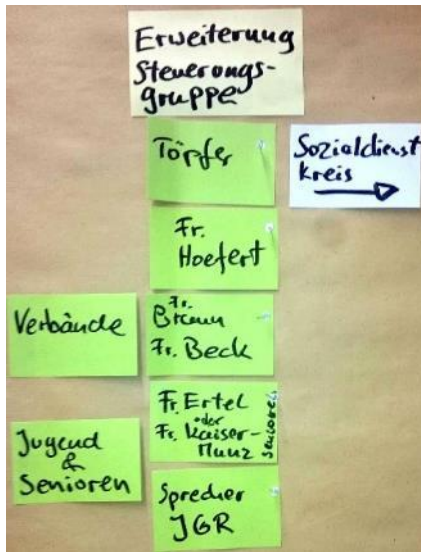 Erweiterung
Steuerungs-
gruppe
Töpfer
Sozialdienst
kreis
Fr.
Hoefert
Verbände
Fr.
Braun
Fr. Beck
Jugend
&
Senioren
Fr. Ertel
oder
Fr. Kaiser-
Munz
Senioren
Sprecher
JGR